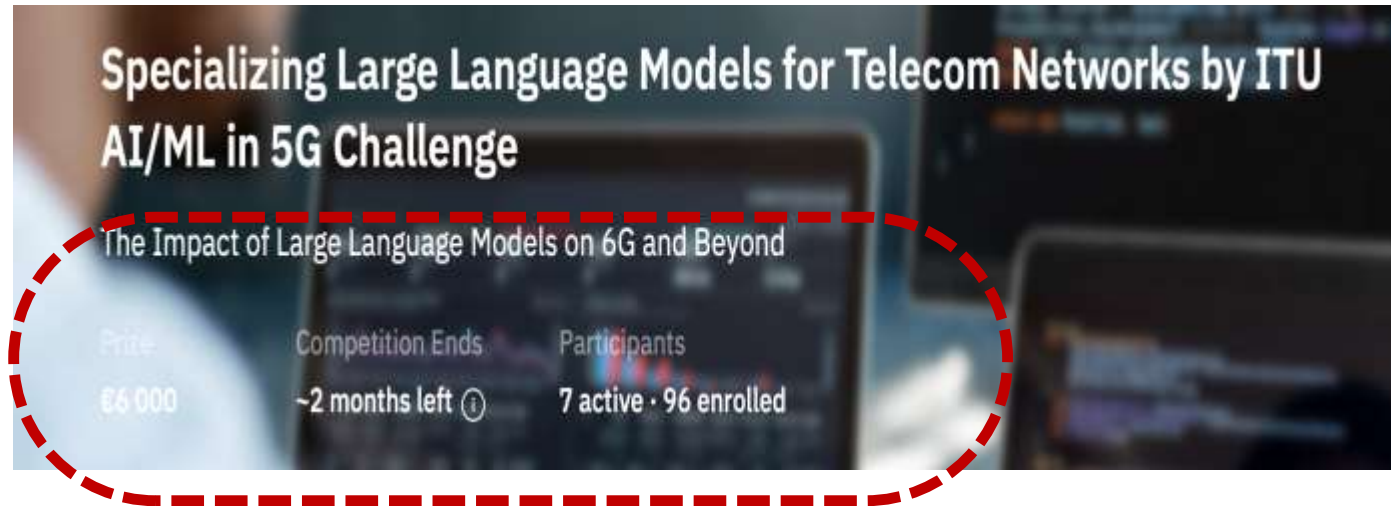 Specializing Large Language Models for Telecom Networks by ITU
AI/ML in 5G Challenge
The Impact of Large Language Models on 6G and Beyond
Prize Competition Ends Participants
€6 000 ~2 months left ⓘ 7 active · 96 enrolled